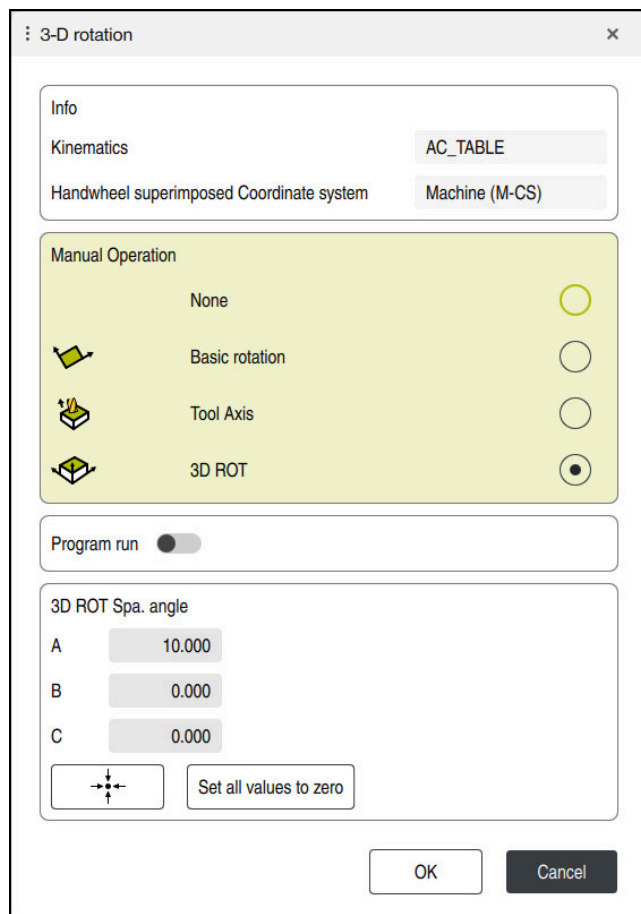 3-D rotation
Info
Kinematics AC_TABLE
Handwheel superimposed Coordinate system Machine (M-CS)
Manual Operation
None
Basic rotation
Tool Axis
3D ROT
Program run
3D ROT Spa. angle
A 10.000
B 0.000
C 0.000
Set all values to zero
OK Cancel